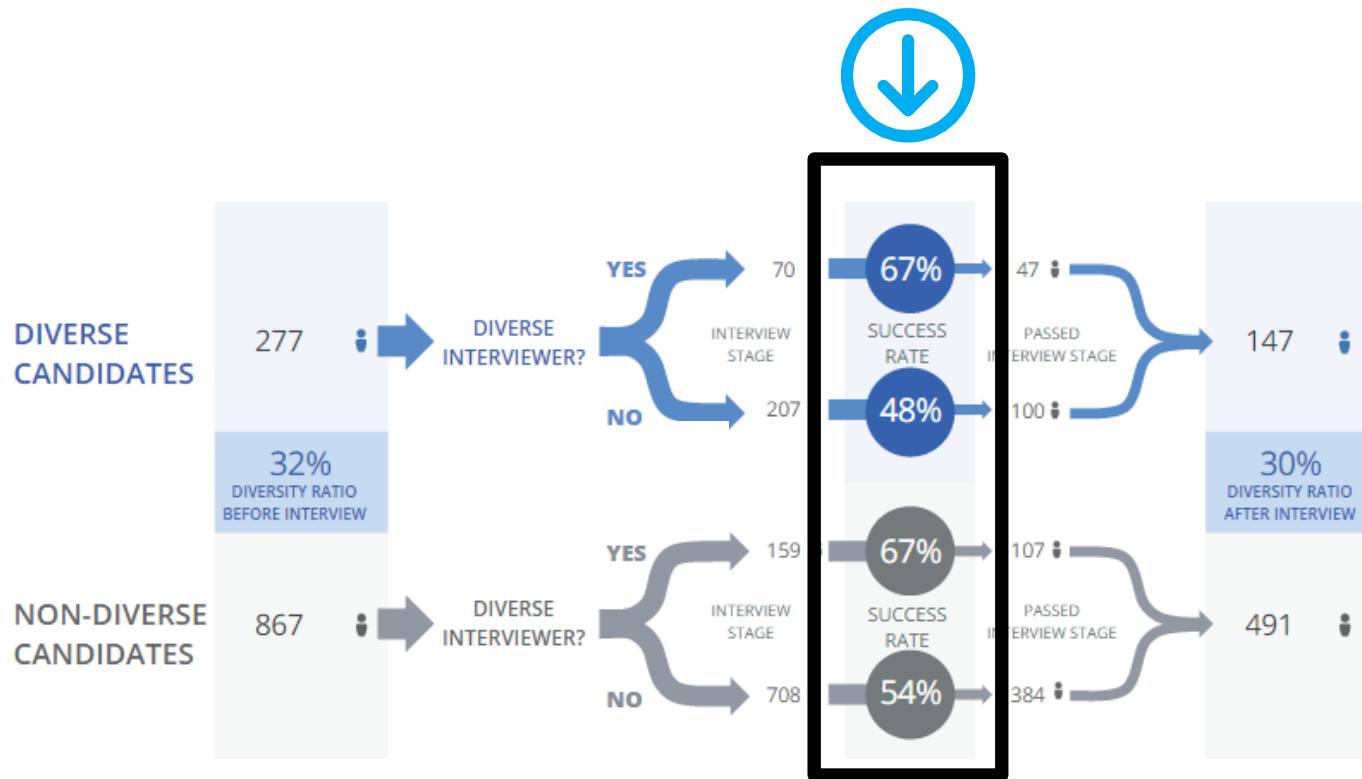 DIVERSE
CANDIDATES
277
DIVERSE
INTERVIEWER?
YES
NO
70
INTERVIEW
STAGE
207
67%
SUCCESS
RATE
48%
47
PASSED
INTERVIEW STAGE
100
147
32%
DIVERSITY RATIO
BEFORE INTERVIEW
30%
DIVERSITY RATIO
AFTER INTERVIEW
NON-DIVERSE
CANDIDATES
867
DIVERSE
INTERVIEWER?
YES
NO
159
INTERVIEW
STAGE
708
67%
SUCCESS
RATE
54%
107
PASSED
INTERVIEW STAGE
384
491